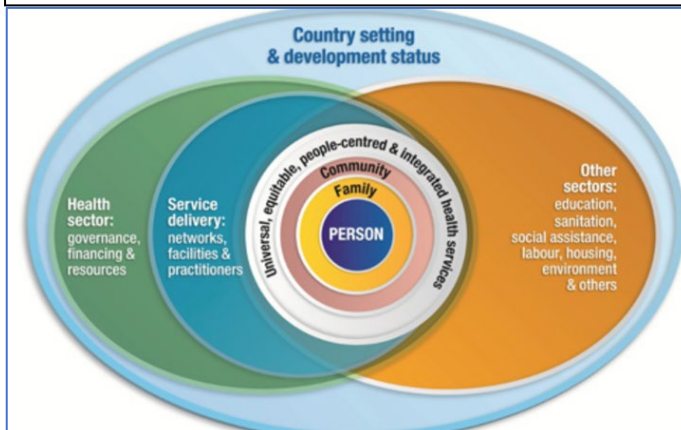 Country setting
& development status
Health
sector:
governance,
financing &
resources
Service
delivery:
networks,
facilities &
practitioners
Universal, equitable, people-centred & integrated health services
Community
Family
PERSON
Other
sectors:
education,
sanitation,
social assistance,
labour, housing,
environment
& others